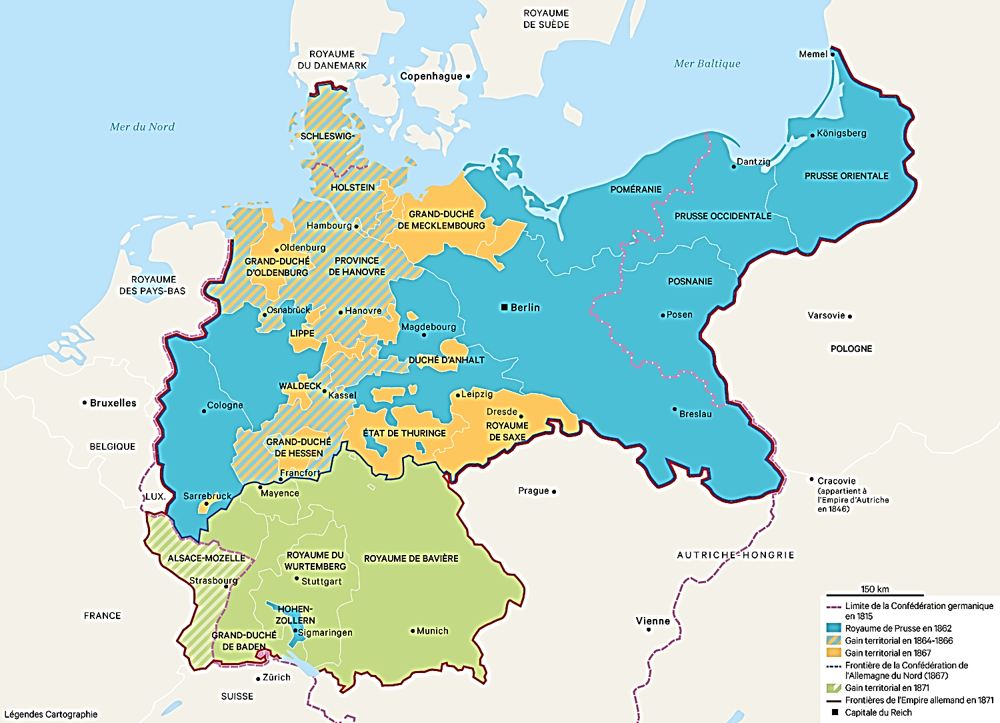 ROYAUME
DE SUÈDE
ROYAUME
DU DANEMARK
Copenhague
Mer Baltique
Memel
Mer du Nord
SCHLESWIG-
Königsberg
Dantzig
PRUSSE ORIENTALE
HOLSTEIN
POMÉRANIE
GRAND-DUCHÉ
DE MECKLEMBOURG
PRUSSE OCCIDENTALE
Hambourg
Oldenburg
GRAND-DUCHÉ
D'OLDENBURG
PROVINCE
DE HANOVRE
ROYAUME
DES PAYS-BAS
POSNANIE
Osnabrück
Hanovre
Berlin
Posen
Varsovie
LIPPE
Magdebourg
POLOGNE
DUCHÉ D'ANHALT
WALDECK
Kassel
Leipzig
Bruxelles
Cologne
Dresde
ROYAUME
DE SAXE
Breslau
ÉTAT DE THURINGE
BELGIQUE
GRAND-DUCHÉ
DE HESSEN
Francfort
Cracovie
(appartient à
l'Empire d'Autriche
en 1846)
LUX.
Sarrebruck
Mayence
Prague
ALSACE-MOZELLE
ROYAUME DU
WURTEMBERG
ROYAUME DE BAVIÈRE
AUTRICHE-HONGRIE
Strasbourg
Stuttgart
FRANCE
HOHEN-
ZOLLERN
Sigmaringen
Munich
Vienne
GRAND-DUCHÉ
DE BADEN
Zürich
SUISSE
150 km
Limite de la Confédération germanique
en 1815
Royaume de Prusse en 1862
Gain territorial en 1864-1866
Gain territorial en 1867
Frontière de la Confédération de
l'Allemagne du Nord (1867)
Gain territorial en 1871
Frontières de l'Empire allemand en 1871
Capitale du Reich
Légendes Cartographie